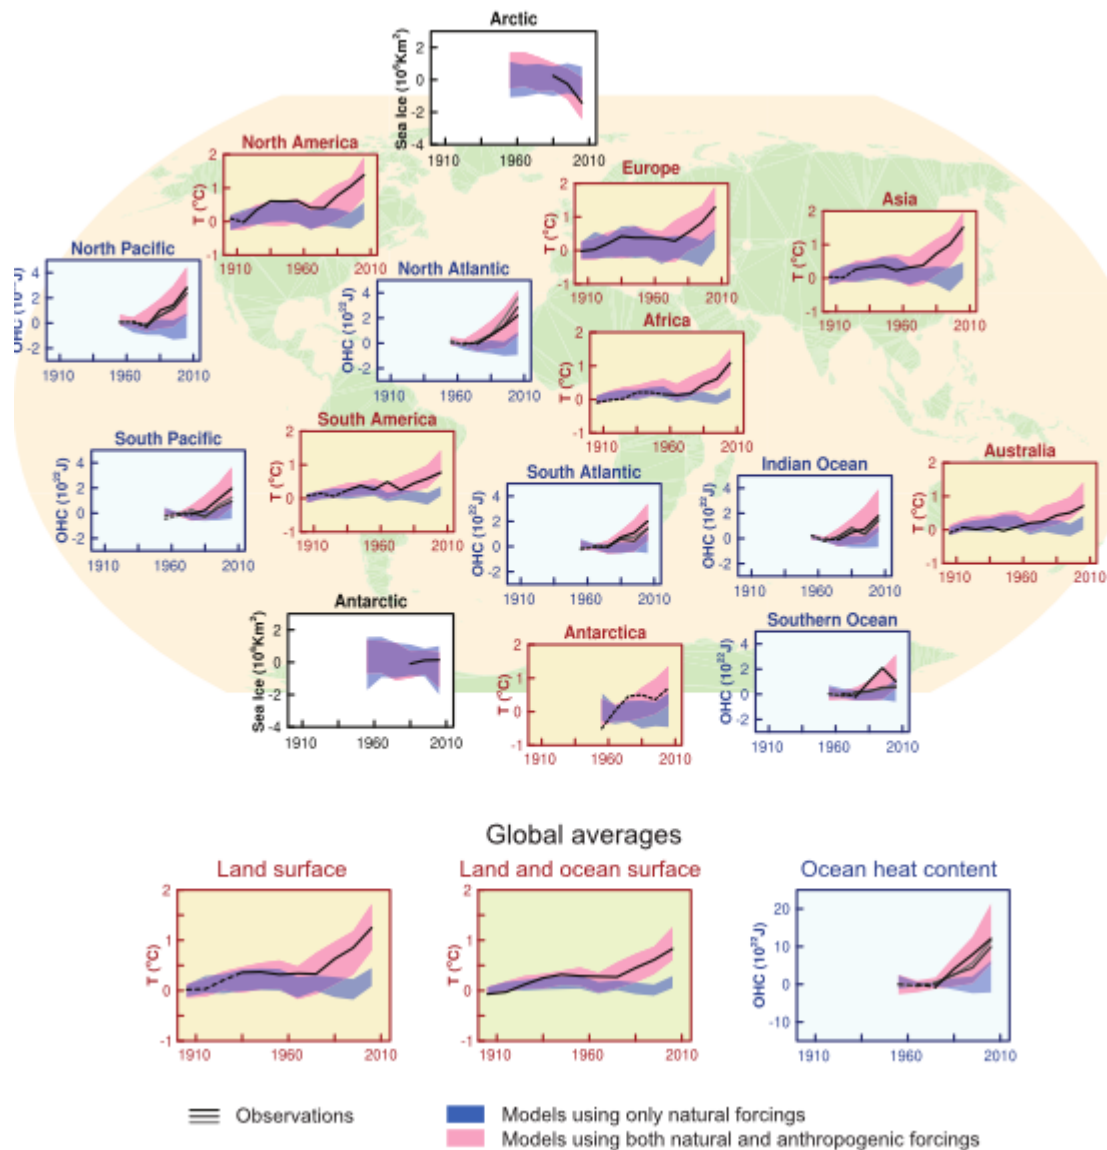 Arctic
Sea Ice (10⁶Km²)
2
0
-2
-4
1910 1960 2010
North America
T (°C)
2
1
0
-1
1910 1960 2010
Europe
T (°C)
2
1
0
-1
1910 1960 2010
Asia
T (°C)
2
1
0
-1
1910 1960 2010
North Pacific
OHC (10²²J)
4
2
0
-2
1910 1960 2010
North Atlantic
OHC (10²²J)
4
2
0
-2
1910 1960 2010
Africa
T (°C)
2
1
0
-1
1910 1960 2010
South Pacific
OHC (10²²J)
4
2
0
-2
1910 1960 2010
South America
T (°C)
2
1
0
-1
1910 1960 2010
South Atlantic
OHC (10²²J)
4
2
0
-2
1910 1960 2010
Indian Ocean
OHC (10²²J)
4
2
0
-2
1910 1960 2010
Australia
T (°C)
2
1
0
-1
1910 1960 2010
Antarctic
Sea Ice (10⁶Km²)
2
0
-2
-4
1910 1960 2010
Antarctica
T (°C)
2
1
0
-1
1910 1960 2010
Southern Ocean
OHC (10²²J)
4
2
0
-2
1910 1960 2010
Global averages
Land surface
T (°C)
2
1
0
-1
1910 1960 2010
Land and ocean surface
T (°C)
2
1
0
-1
1910 1960 2010
Ocean heat content
OHC (10²²J)
20
10
0
-10
1910 1960 2010
Observations
Models using only natural forcings
Models using both natural and anthropogenic forcings